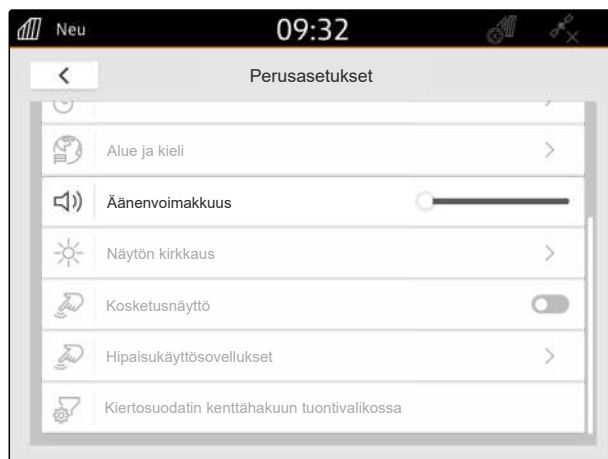 Neu
09:32
Perusasetukset
Alue ja kieli
Äänenvoimakkuus
Näytön kirkkaus
Kosketusnäyttö
Hipaisukäyttösovellukset
Kiertosuodatin kenttähakuun tuontivalikossa